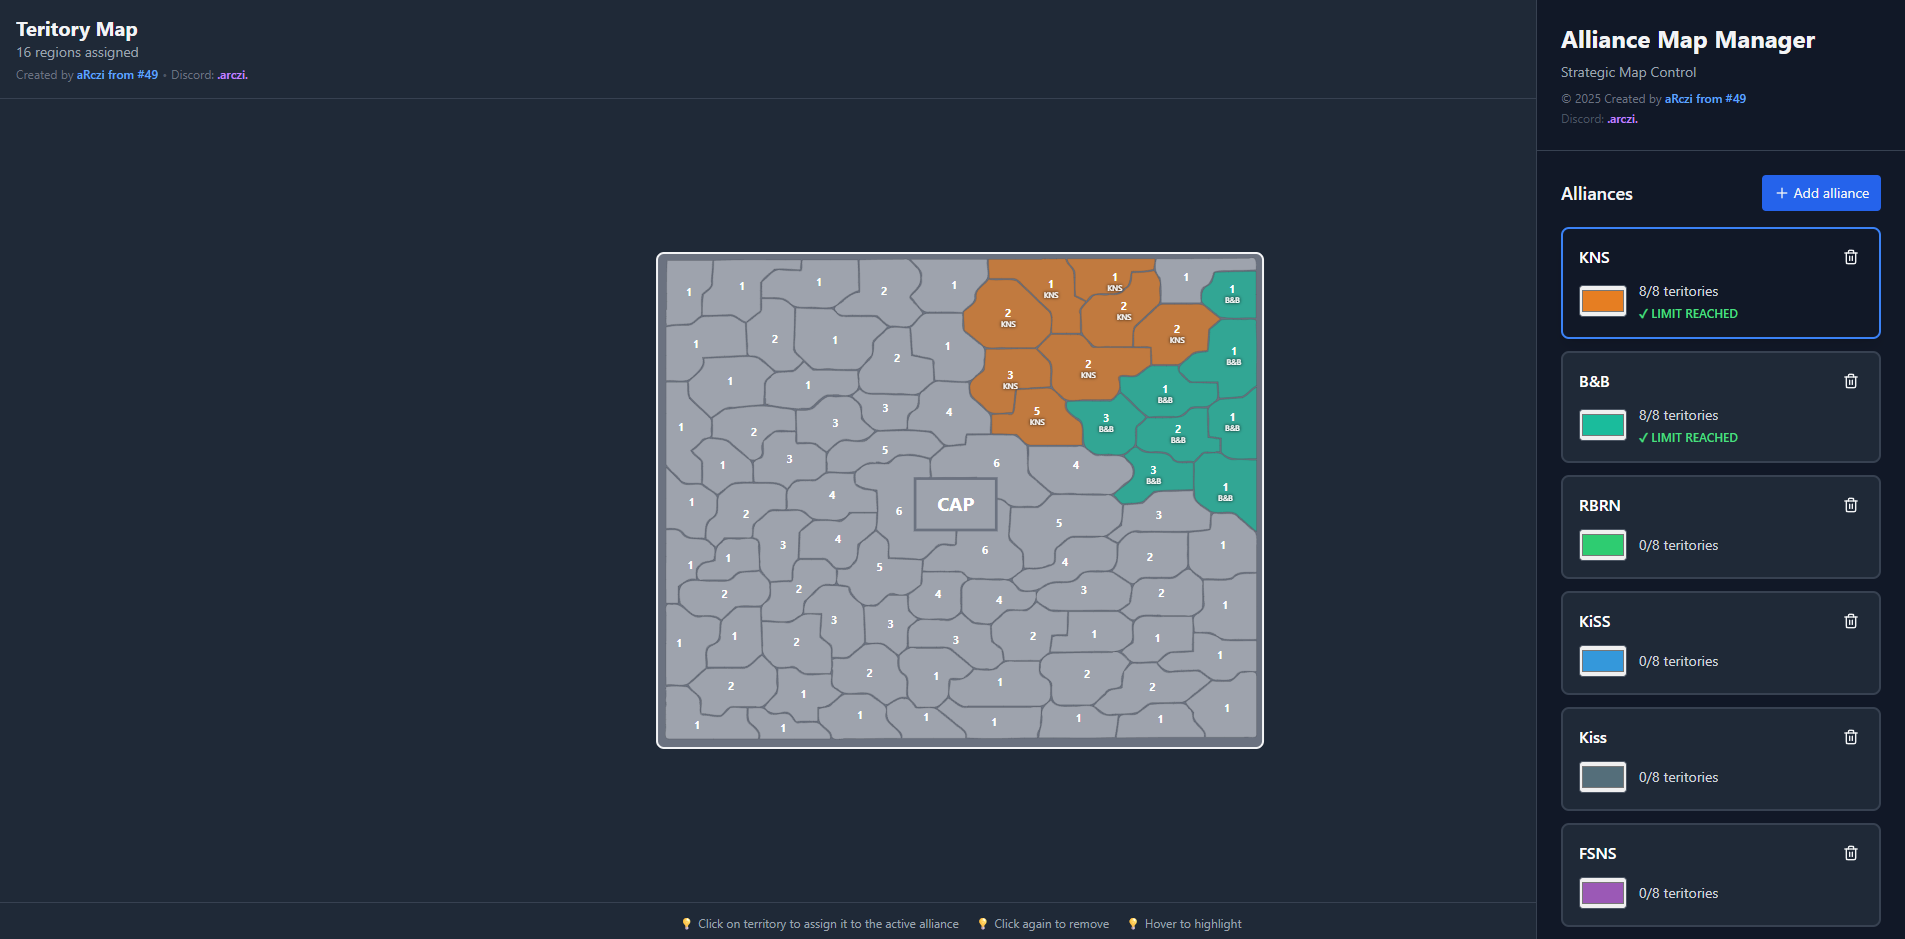 Teritory Map
16 regions assigned
Created by aRczi from #49 • Discord: .arczi.
1 1 1 2 1 1 KNS 1 KNS 1 1 B&B
2 KNS 2 KNS 2 KNS
1 2 1 2 1 1 B&B
1 1 3 KNS 2 KNS 1 B&B
1 2 3 3 4 5 KNS 3 B&B 2 B&B 1 B&B
1 3 5 6 4 3 B&B 1 B&B
1 2 4 6 CAP 5 3
3 4 6 4 2 1
1 1 5
2 2 4 4 3 2 1
3 3
1 1 2 3 2 1 1 1
2 1 2 1 1 2 2 1
1 1 1 1 1 1 1
💡 Click on territory to assign it to the active alliance 💡 Click again to remove 💡 Hover to highlight
Alliance Map Manager
Strategic Map Control
© 2025 Created by aRczi from #49
Discord: .arczi.
Alliances
+ Add alliance
KNS
8/8 teritories
✓ LIMIT REACHED
B&B
8/8 teritories
✓ LIMIT REACHED
RBRN
0/8 teritories
KiSS
0/8 teritories
Kiss
0/8 teritories
FSNS
0/8 teritories